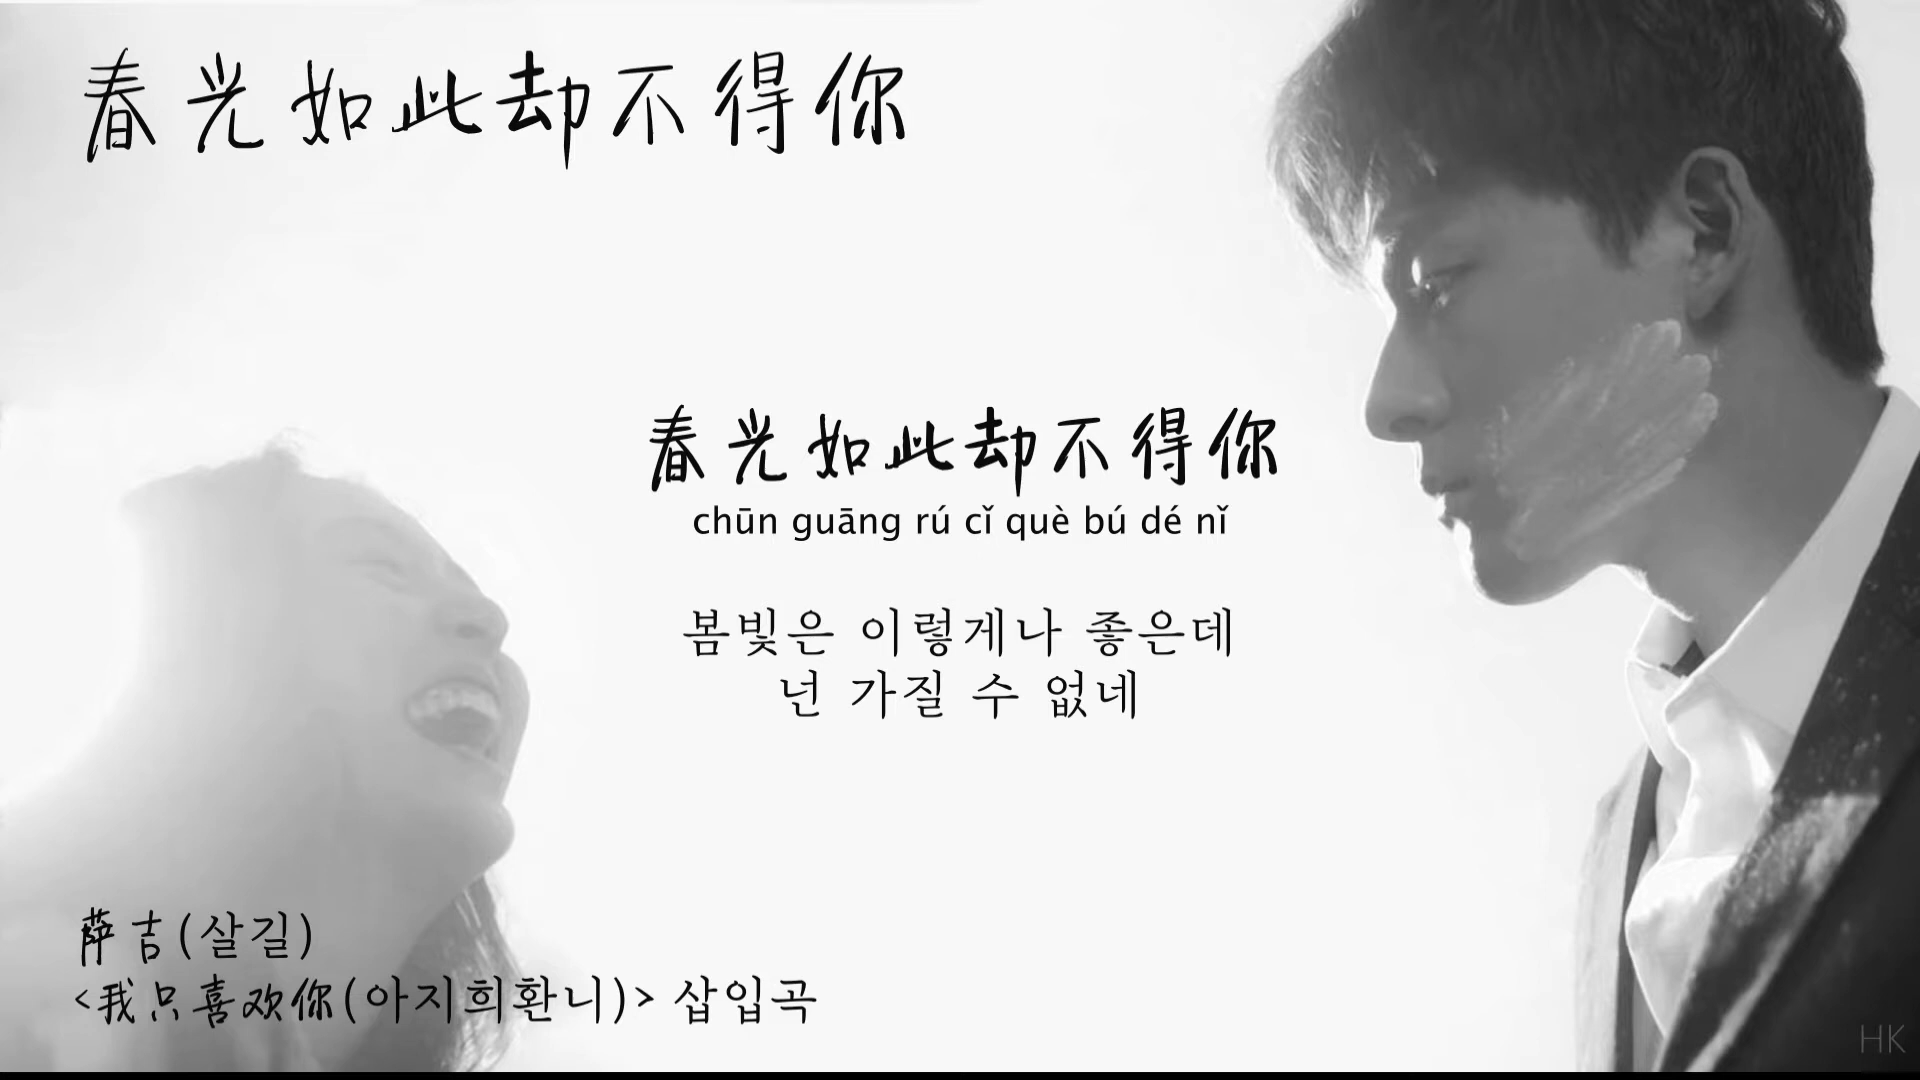 春光如此却不得你
春光如此却不得你
chūn guāng rú cǐ què bú dé nǐ
봄빛은 이렇게나 좋은데
넌 가질 수 없네
萨吉(살길)
<我只喜欢你(아지희환니)> 삽입곡
HK